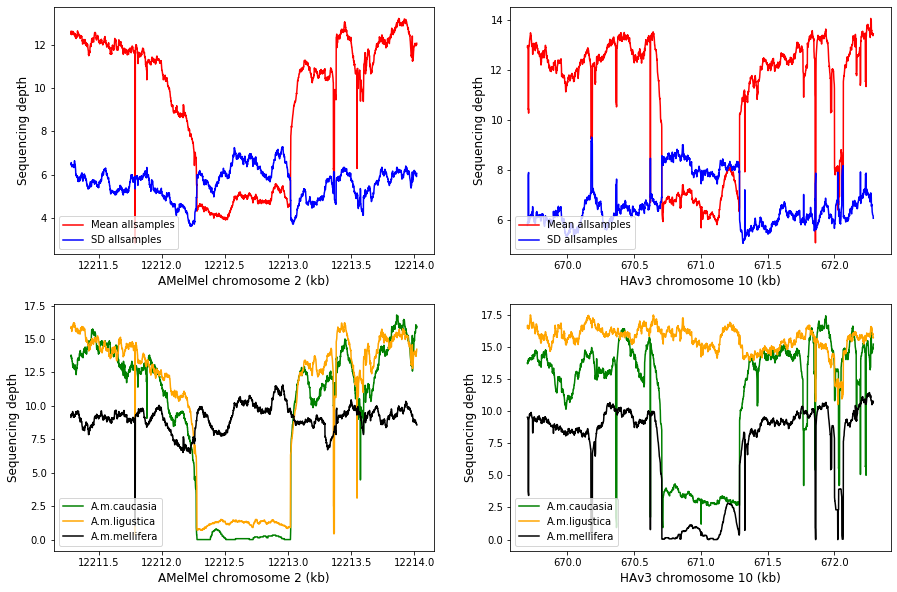 Sequencing depth
12
10
8
6
4
Mean allsamples
SD allsamples
12211.5 12212.0 12212.5 12213.0 12213.5 12214.0
AMelMel chromosome 2 (kb)
Sequencing depth
14
12
10
8
6
Mean allsamples
SD allsamples
670.0 670.5 671.0 671.5 672.0
HAv3 chromosome 10 (kb)
Sequencing depth
17.5
15.0
12.5
10.0
7.5
5.0
2.5
0.0
A.m.caucasia
A.m.ligustica
A.m.mellifera
12211.5 12212.0 12212.5 12213.0 12213.5 12214.0
AMelMel chromosome 2 (kb)
Sequencing depth
17.5
15.0
12.5
10.0
7.5
5.0
2.5
0.0
A.m.caucasia
A.m.ligustica
A.m.mellifera
670.0 670.5 671.0 671.5 672.0
HAv3 chromosome 10 (kb)